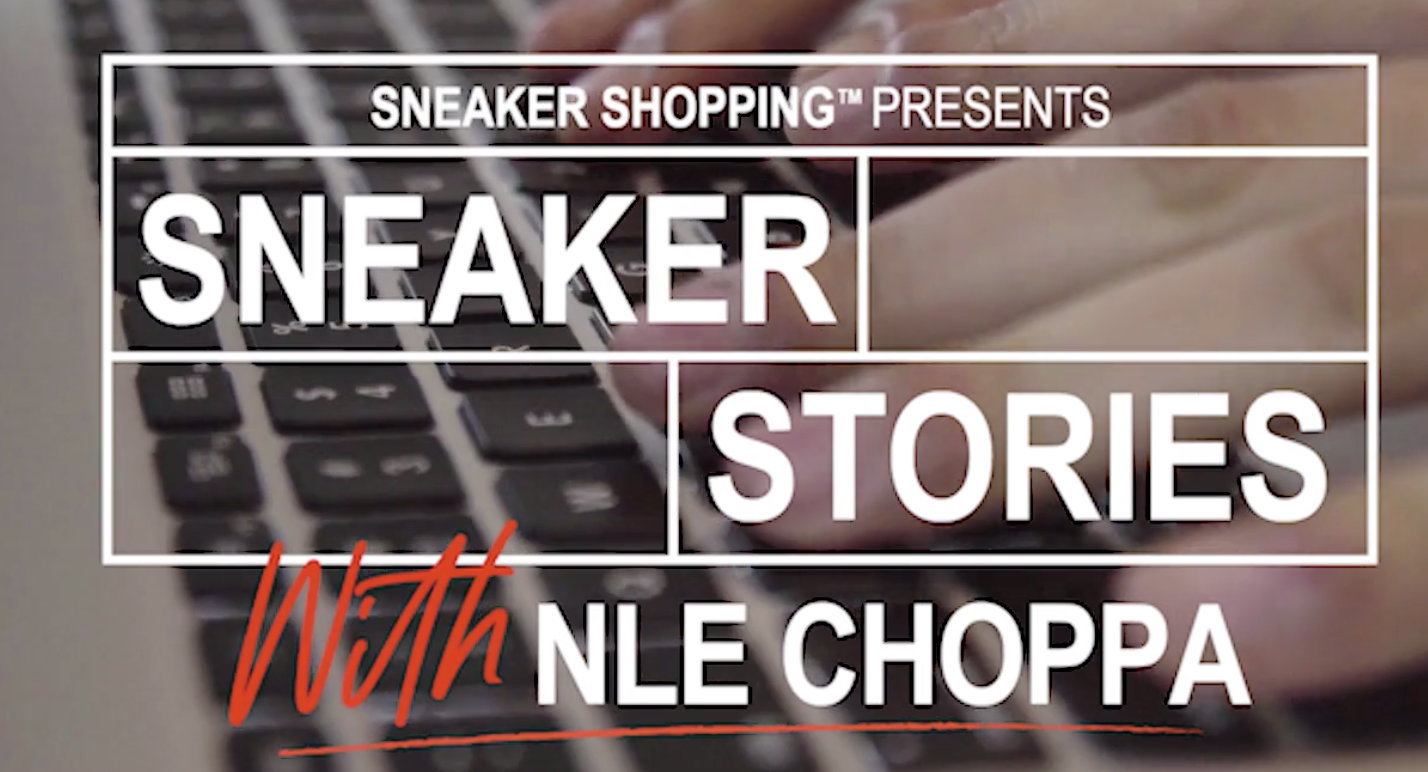 SNEAKER SHOPPING™ PRESENTS
SNEAKER
STORIES
With NLE CHOPPA